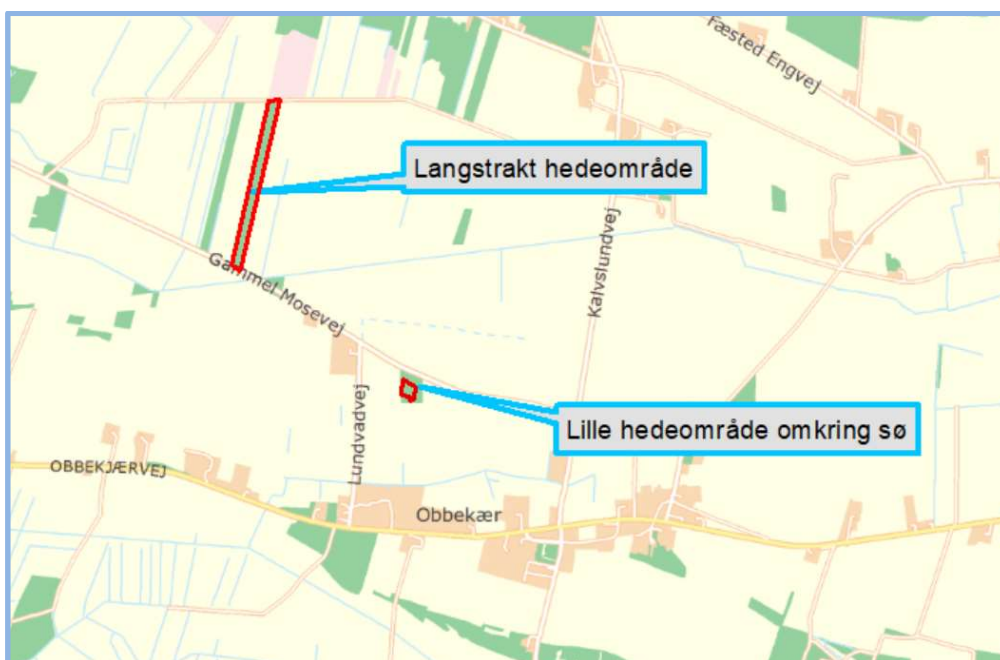 Fæsted Engvej
Langstrakt hedeområde
Kalvslundvej
Gammel Mosevej
Lundvadvej
Lille hedeområde omkring sø
OBBEKJÆRVEJ
Obbekær